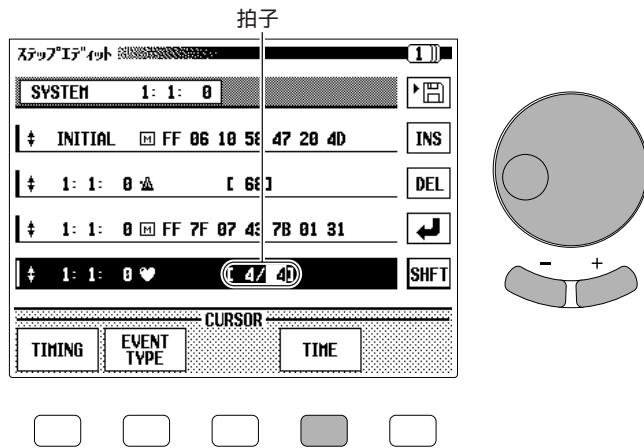 拍子
ステップエディット
1
SYSTEM 1: 1: 0
INITIAL M FF 06 10 58 47 20 4D
INS
1: 1: 0 [ 68]
DEL
1: 1: 0 M FF 7F 07 43 7B 01 31
1: 1: 0 [ 4/ 4]
SHFT
CURSOR
TIMING
EVENT
TYPE
TIME
- +